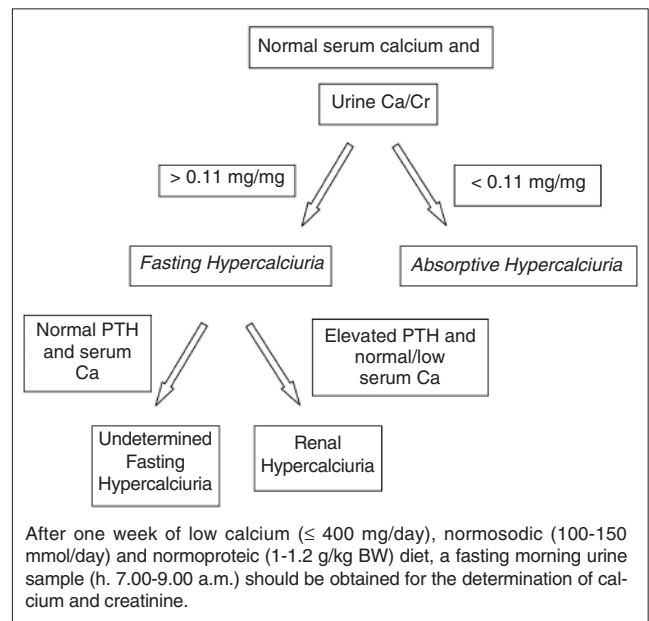 Normal serum calcium and
Urine Ca/Cr
> 0.11 mg/mg
< 0.11 mg/mg
Fasting Hypercalciuria
Absorptive Hypercalciuria
Normal PTH
and serum
Ca
Elevated PTH and
normal/low
serum Ca
Undetermined
Fasting
Hypercalciuria
Renal
Hypercalciuria
After one week of low calcium (≤ 400 mg/day), normosodic (100-150
mmol/day) and normoproteic (1-1.2 g/kg BW) diet, a fasting morning urine
sample (h. 7.00-9.00 a.m.) should be obtained for the determination of cal-
cium and creatinine.